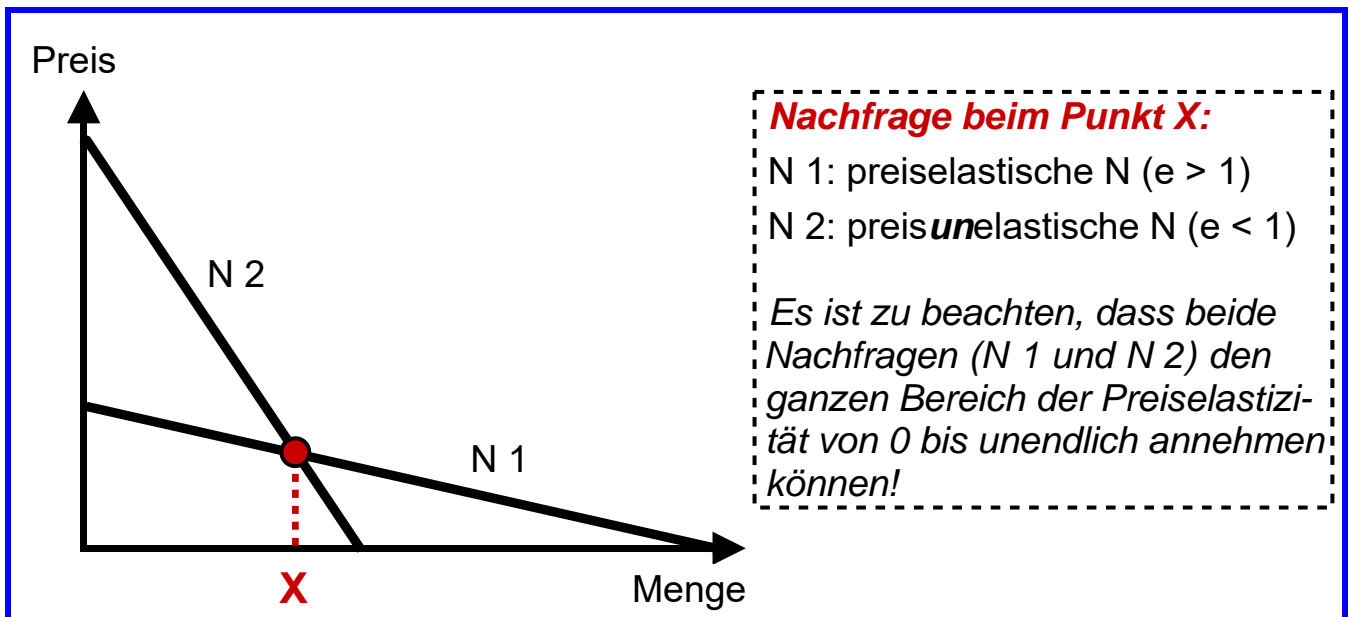 Preis
N 2
N 1
X
Menge
Nachfrage beim Punkt X:
N 1: preiselastische N (e > 1)
N 2: preisunelastische N (e < 1)
Es ist zu beachten, dass beide
Nachfragen (N 1 und N 2) den
ganzen Bereich der Preiselastizi-
tät von 0 bis unendlich annehmen
können!